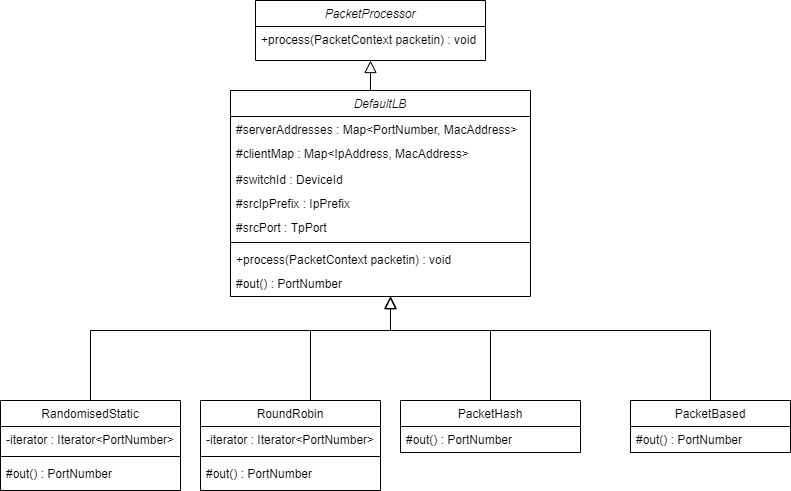 PacketProcessor
+process(PacketContext packetin) : void
DefaultLB
#serverAddresses : Map<PortNumber, MacAddress>
#clientMap : Map<IpAddress, MacAddress>
#switchId : DeviceId
#srcIpPrefix : IpPrefix
#srcPort : TpPort
+process(PacketContext packetin) : void
#out() : PortNumber
RandomisedStatic
-iterator : Iterator<PortNumber>
#out() : PortNumber
RoundRobin
-iterator : Iterator<PortNumber>
#out() : PortNumber
PacketHash
#out() : PortNumber
PacketBased
#out() : PortNumber